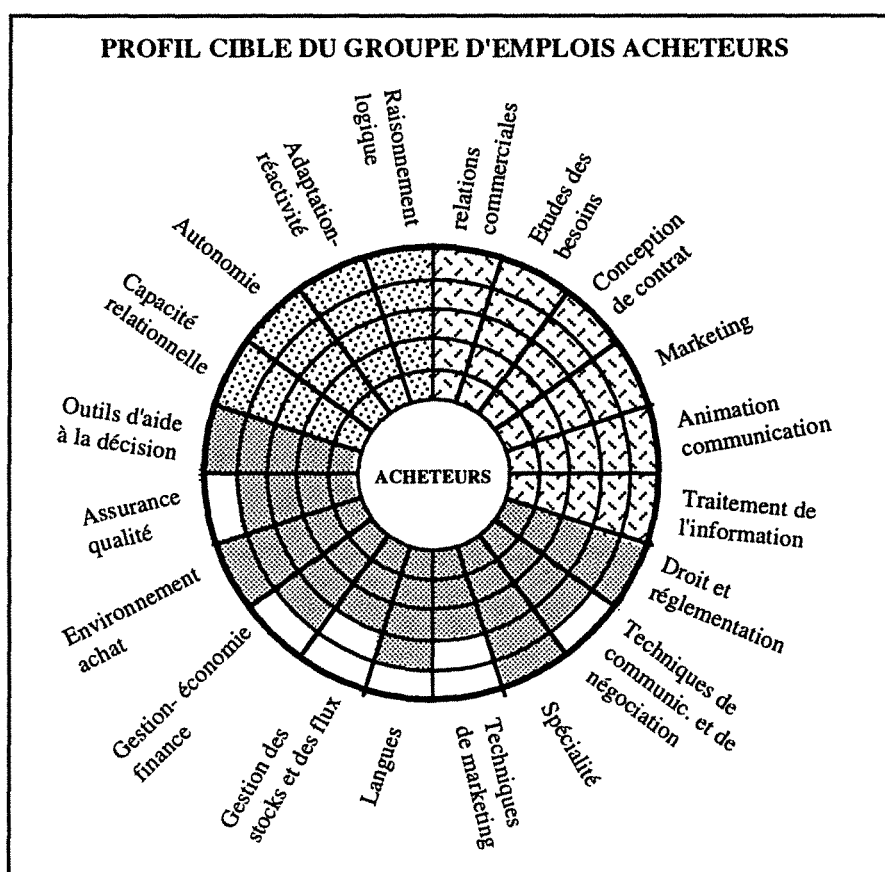 PROFIL CIBLE DU GROUPE D'EMPLOIS ACHETEURS
relations
commerciales
Etudes des
besoins
Conception
de contrat
Marketing
Animation
communication
Traitement de
l'information
Droit et
réglementation
Techniques de
communic. et de
négociation
Spécialité
Techniques
de marketing
Langues
Gestion des
stocks et des flux
Gestion- économie
finance
Environnement
achat
Assurance
qualité
Outils d'aide
à la décision
Capacité
relationnelle
Autonomie
Adaptation-
réactivité
Raisonnement
logique
ACHETEURS